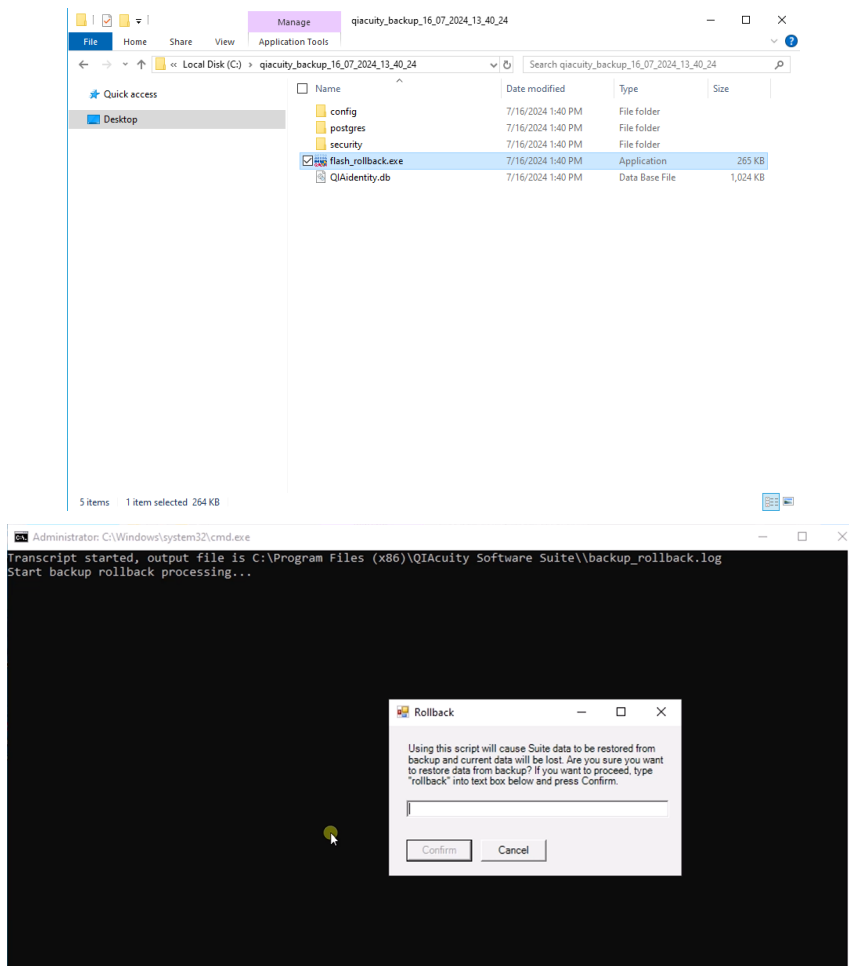 Manage qiacuity_backup_16_07_2024_13_40_24
File Home Share View Application Tools
« Local Disk (C:) › qiacuity_backup_16_07_2024_13_40_24 Search qiacuity_backup_16_07_2024_13_40_24
Quick access
Desktop
Name Date modified Type Size
config 7/16/2024 1:40 PM File folder
postgres 7/16/2024 1:40 PM File folder
security 7/16/2024 1:40 PM File folder
flash_rollback.exe 7/16/2024 1:40 PM Application 265 KB
QIAidentity.db 7/16/2024 1:40 PM Data Base File 1,024 KB
5 items 1 item selected 264 KB
Administrator: C:\Windows\system32\cmd.exe
Transcript started, output file is C:\Program Files (x86)\QIAcuity Software Suite\\backup_rollback.log
Start backup rollback processing...
Rollback
Using this script will cause Suite data to be restored from
backup and current data will be lost. Are you sure you want
to restore data from backup? If you want to proceed, type
"rollback" into text box below and press Confirm.
Confirm Cancel